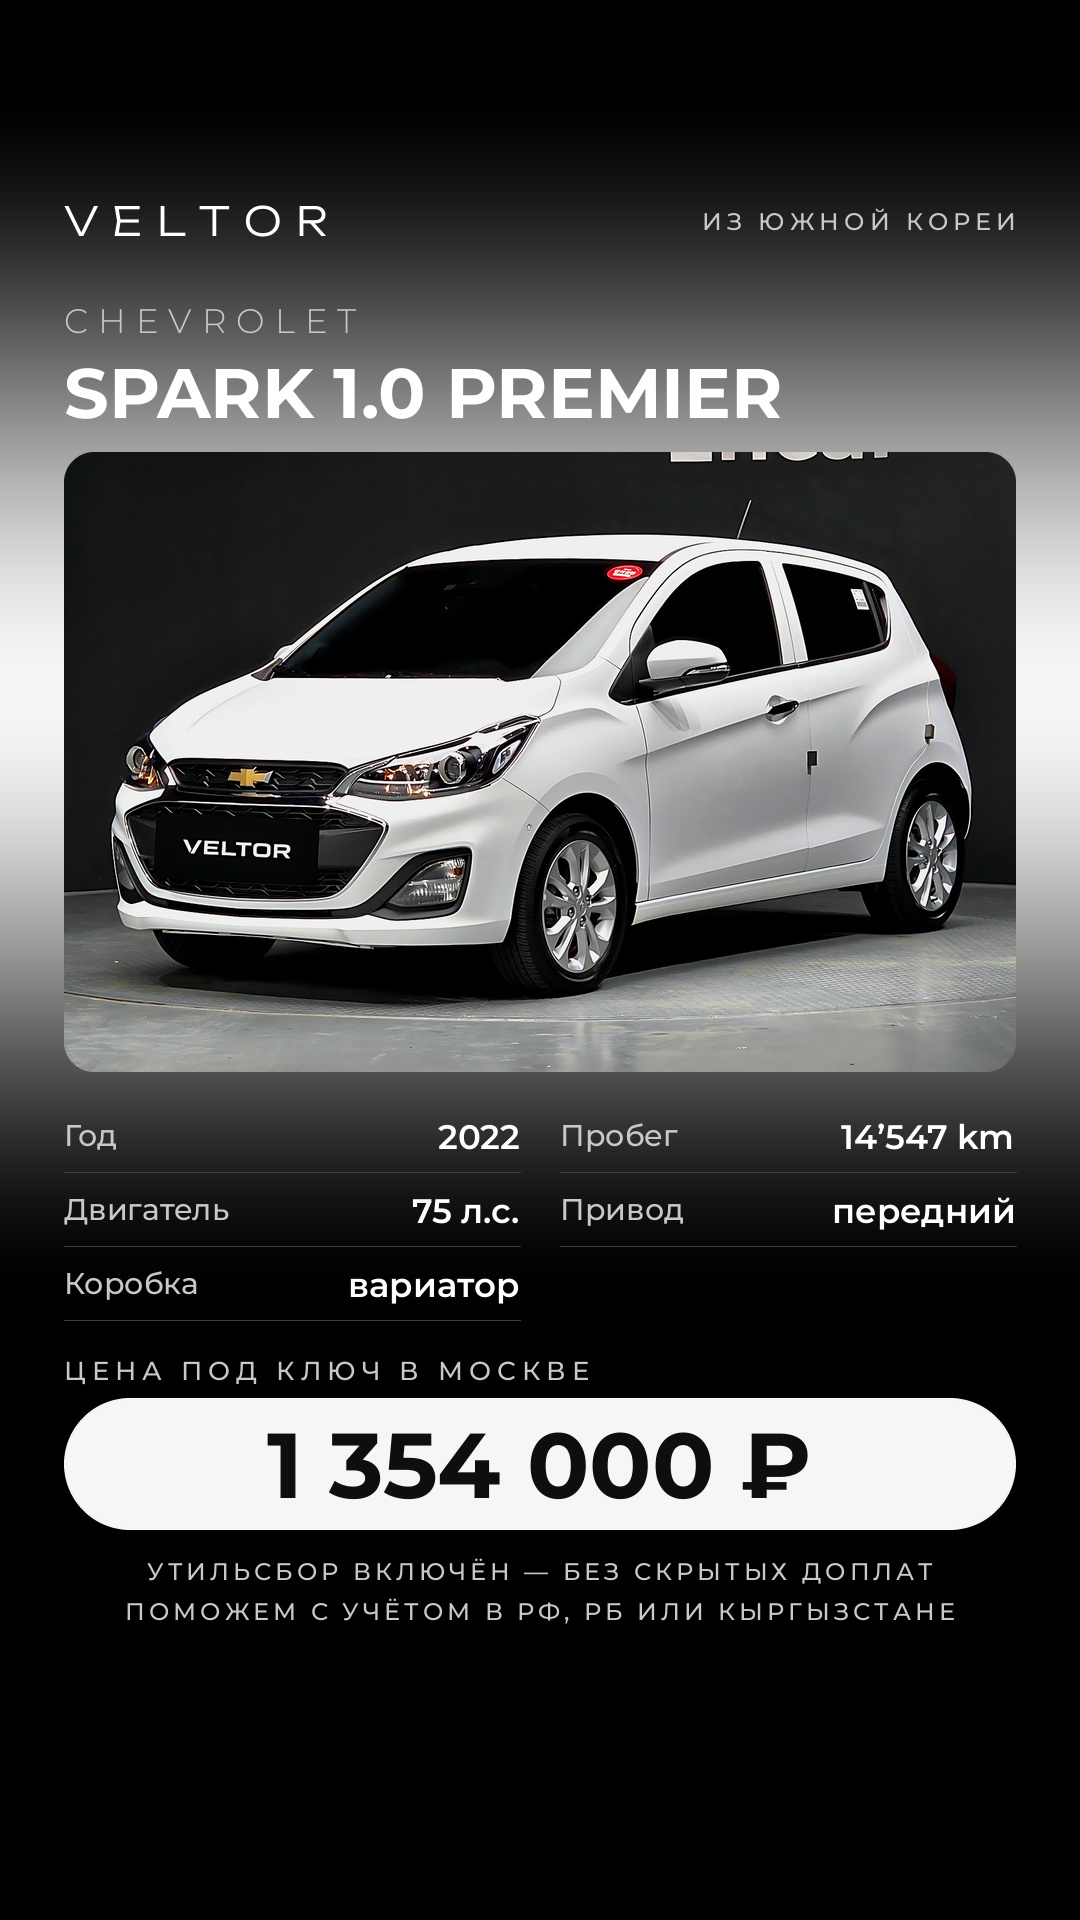 VELTOR
ИЗ ЮЖНОЙ КОРЕИ
CHEVROLET
SPARK 1.0 PREMIER
VELTOR
Год 2022
Пробег 14’547 km
Двигатель 75 л.с.
Привод передний
Коробка вариатор
ЦЕНА ПОД КЛЮЧ В МОСКВЕ
1 354 000 ₽
УТИЛЬСБОР ВКЛЮЧЁН — БЕЗ СКРЫТЫХ ДОПЛАТ
ПОМОЖЕМ С УЧЁТОМ В РФ, РБ ИЛИ КЫРГЫЗСТАНЕ